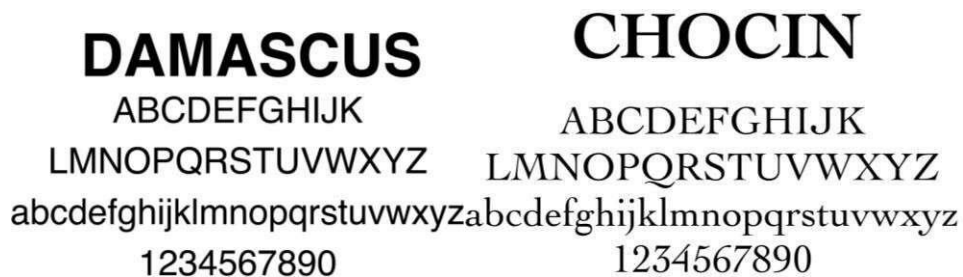 DAMASCUS
ABCDEFGHIJK
LMNOPQRSTUVWXYZ
abcdefghijklmnopqrstuvwxyz
1234567890
CHOCIN
ABCDEFGHIJK
LMNOPQRSTUVWXYZ
abcdefghijklmnopqrstuvwxyz
1234567890